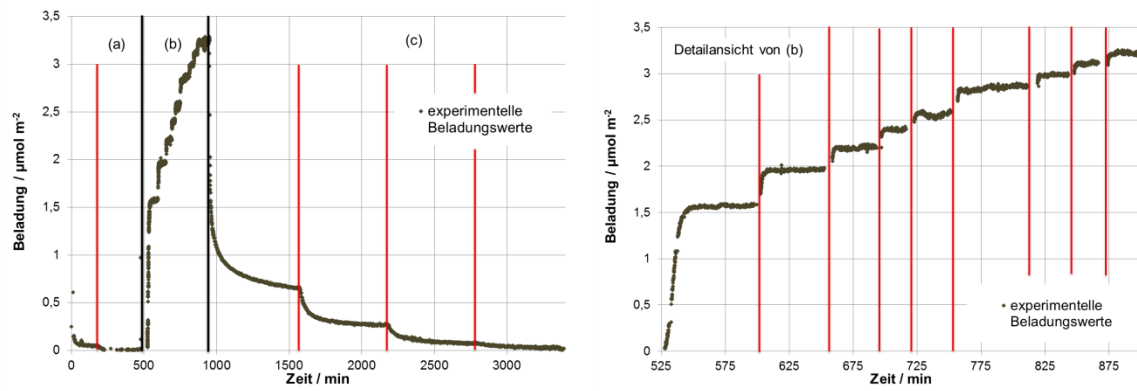 3,5
3
2,5
2
1,5
1
0,5
0
Beladung / µmol m⁻²
(a)
(b)
(c)
experimentelle
Beladungswerte
0
500
1000
1500
2000
2500
3000
Zeit / min
3,5
3
2,5
2
1,5
1
0,5
0
Beladung / µmol m⁻²
Detailansicht von (b)
experimentelle
Beladungswerte
525
575
625
675
725
775
825
875
Zeit / min